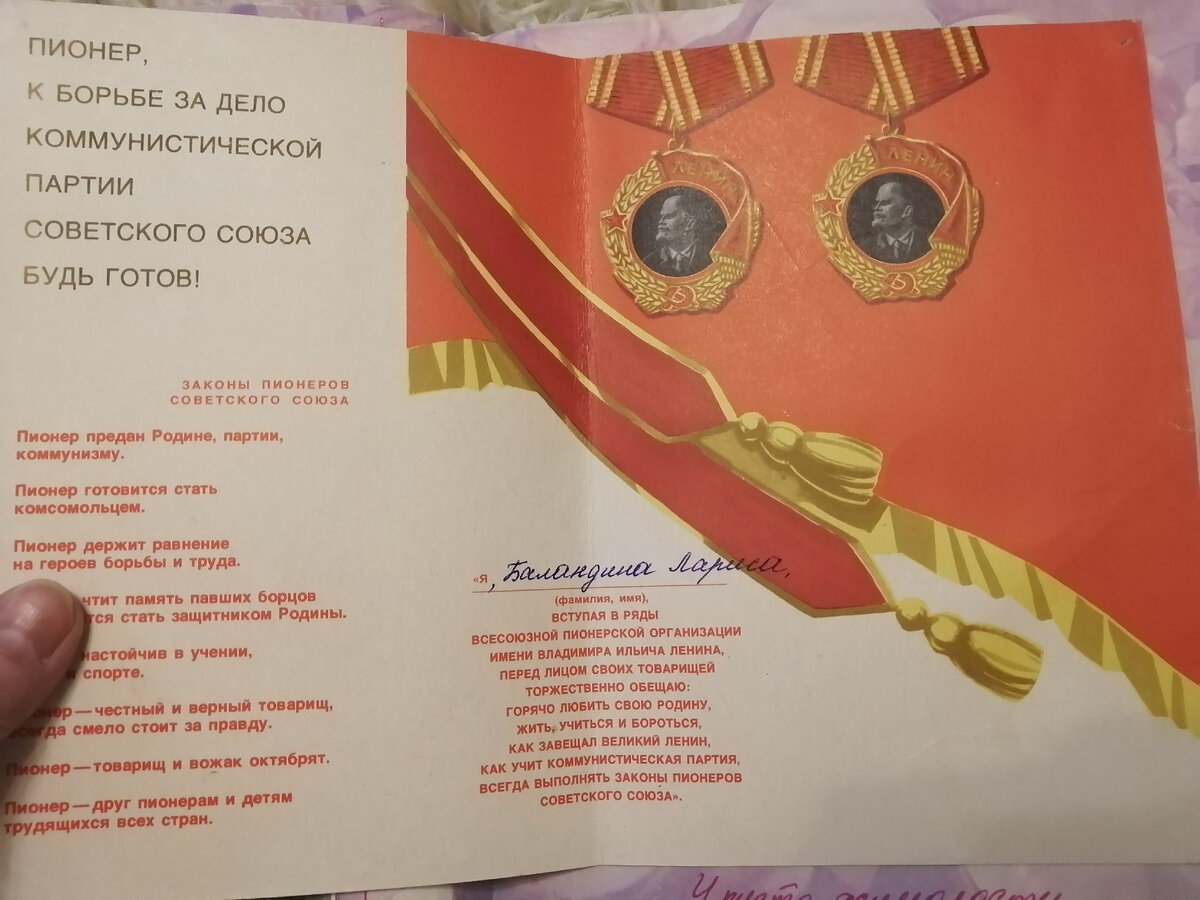 ПИОНЕР,
К БОРЬБЕ ЗА ДЕЛО
КОММУНИСТИЧЕСКОЙ
ПАРТИИ
СОВЕТСКОГО СОЮЗА
БУДЬ ГОТОВ!
ЗАКОНЫ ПИОНЕРОВ
СОВЕТСКОГО СОЮЗА
Пионер предан Родине, партии,
коммунизму.
Пионер готовится стать
комсомольцем.
Пионер держит равнение
на героев борьбы и труда.
чтит память павших борцов
стать защитником Родины.
настойчив в учении,
спорте.
—честный и верный товарищ,
смело стоит за правду.
Пионер—товарищ и вожак октябрят.
Пионер—друг пионерам и детям
трудящихся всех стран.
ЛЕНИН
ЛЕНИН
«Я, Баландина Лариса,
(фамилия, имя),
ВСТУПАЯ В РЯДЫ
ВСЕСОЮЗНОЙ ПИОНЕРСКОЙ ОРГАНИЗАЦИИ
ИМЕНИ ВЛАДИМИРА ИЛЬИЧА ЛЕНИНА,
ПЕРЕД ЛИЦОМ СВОИХ ТОВАРИЩЕЙ
ТОРЖЕСТВЕННО ОБЕЩАЮ:
ГОРЯЧО ЛЮБИТЬ СВОЮ РОДИНУ,
ЖИТЬ, УЧИТЬСЯ И БОРОТЬСЯ,
КАК ЗАВЕЩАЛ ВЕЛИКИЙ ЛЕНИН,
КАК УЧИТ КОММУНИСТИЧЕСКАЯ ПАРТИЯ,
ВСЕГДА ВЫПОЛНЯТЬ ЗАКОНЫ ПИОНЕРОВ
СОВЕТСКОГО СОЮЗА».